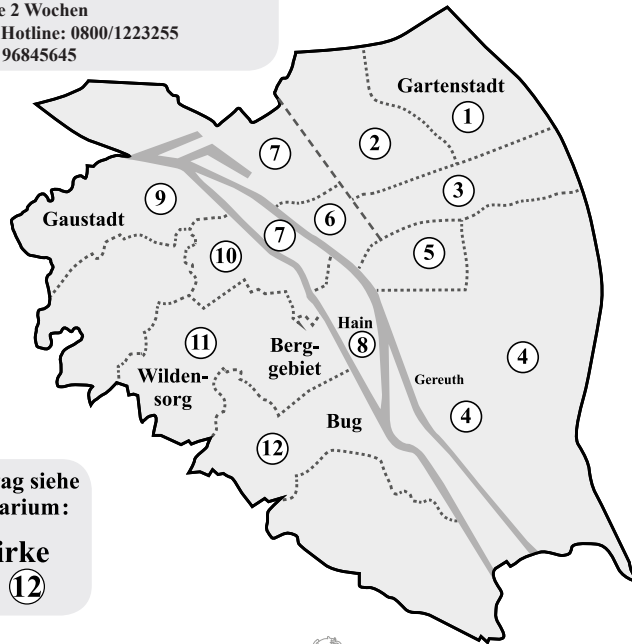 e 2 Wochen
Hotline: 0800/1223255
96845645
Gartenstadt
1
2
7
3
9
Gaustadt
6
7
5
10
Hain
8
11
Berg-
gebiet
4
Wilden-
sorg
Gereuth
4
Bug
12
ag siehe
arium:
irke
12